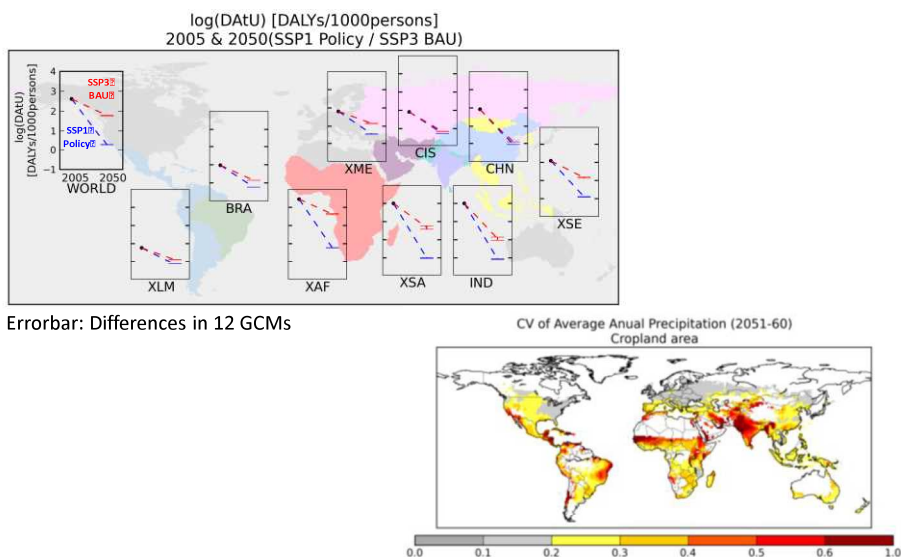 log(DAtU) [DALYs/1000persons]
2005 & 2050(SSP1 Policy / SSP3 BAU)
4
3
2
1
0
−1
log(DAtU)
[DALYs/1000persons]
SSP3
BAU
SSP1
Policy
2005 2050
WORLD
XME
CIS
CHN
BRA
XSE
XLM
XAF
XSA
IND
Errorbar: Differences in 12 GCMs
CV of Average Anual Precipitation (2051-60)
Cropland area
0.0 0.1 0.2 0.3 0.4 0.5 0.6 1.0